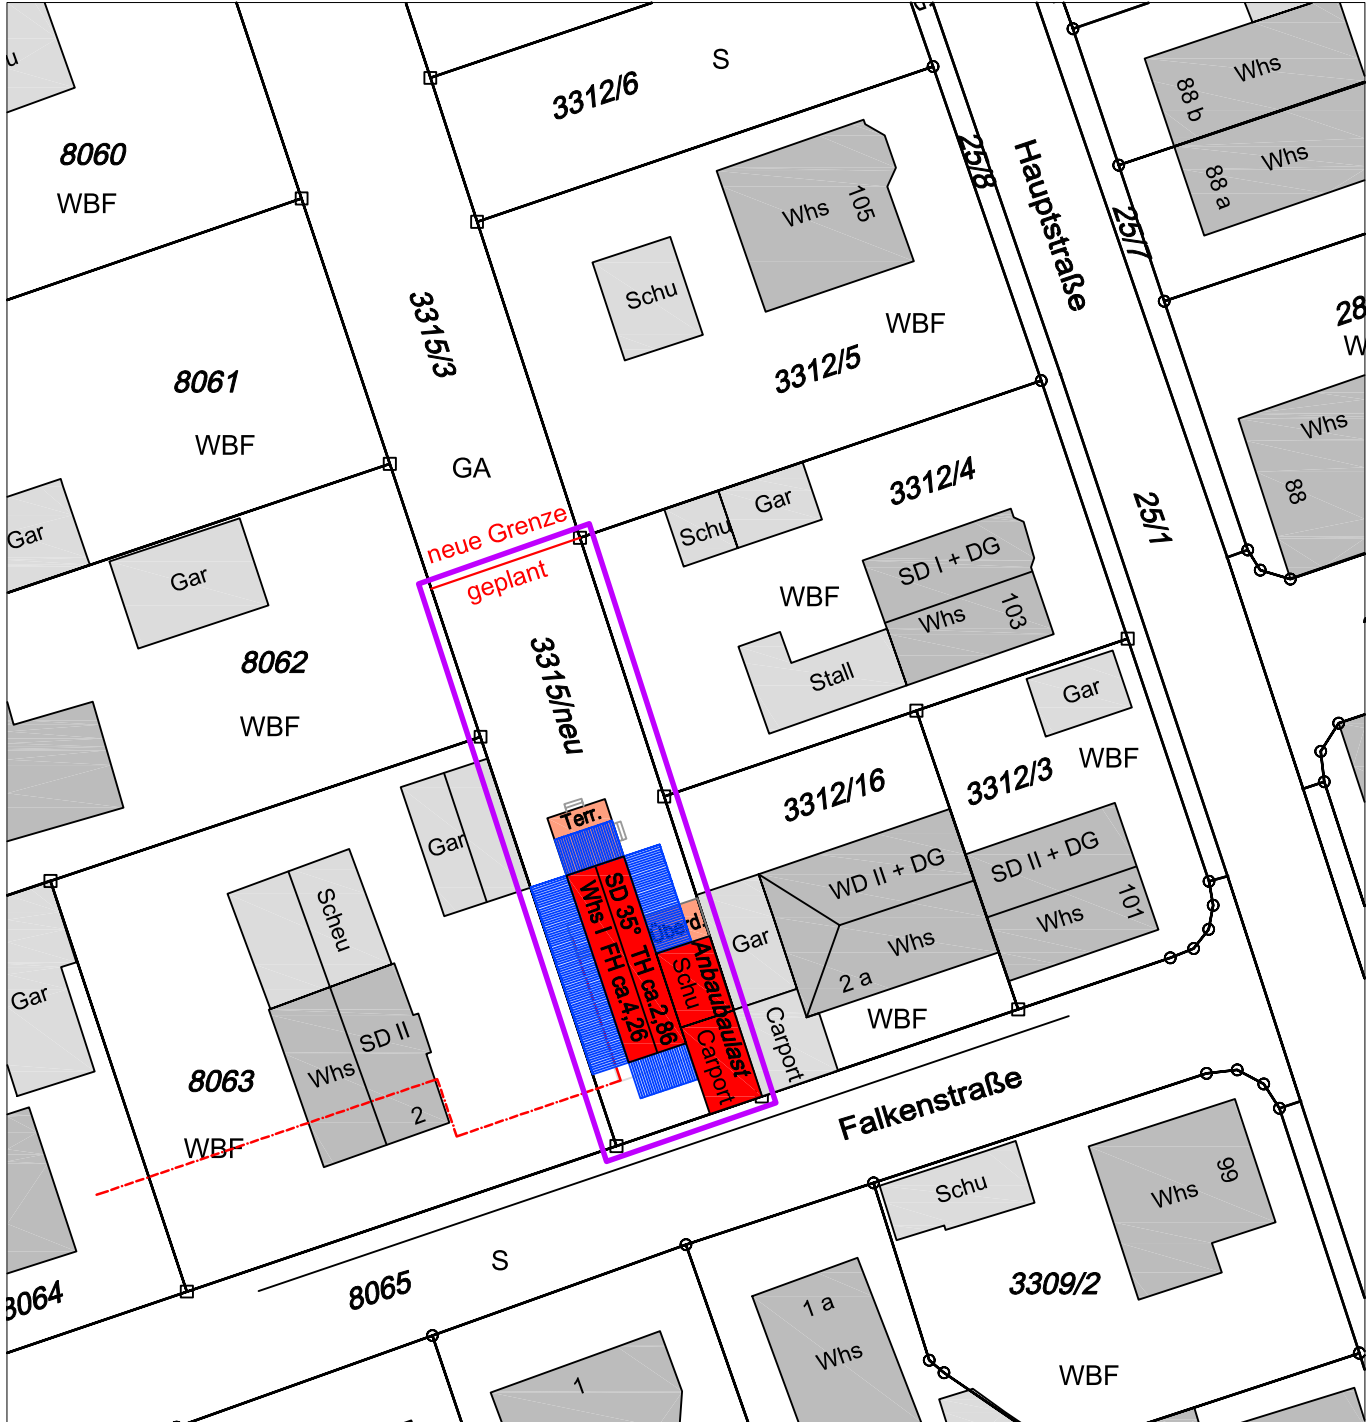 S
3312/6
Whs
88 b
8060
WBF
25/8
Hauptstraße
Whs
88 a
Whs
105
25/7
Schu
3315/3
WBF
28
W
3312/5
8061
WBF
Whs
88
GA
3312/4
Gar
Schu
Gar
25/1
neue Grenze
geplant
SD I + DG
Whs
103
WBF
Gar
8062
WBF
3315/neu
Stall
Gar
WBF
3312/3
3312/16
Terr.
Gar
WD II + DG
SD II + DG
Whs
101
Whs
2 a
Scheu
SD 35° TH ca.2,86
Whs I FH ca.4,26
Überd.
Anbaubaulast
Schu
Carport
Gar
Carport
Gar
SD II
Whs
2
WBF
8063
WBF
Falkenstraße
Schu
Whs
99
S
8065
8064
3309/2
1 a
Whs
WBF
1